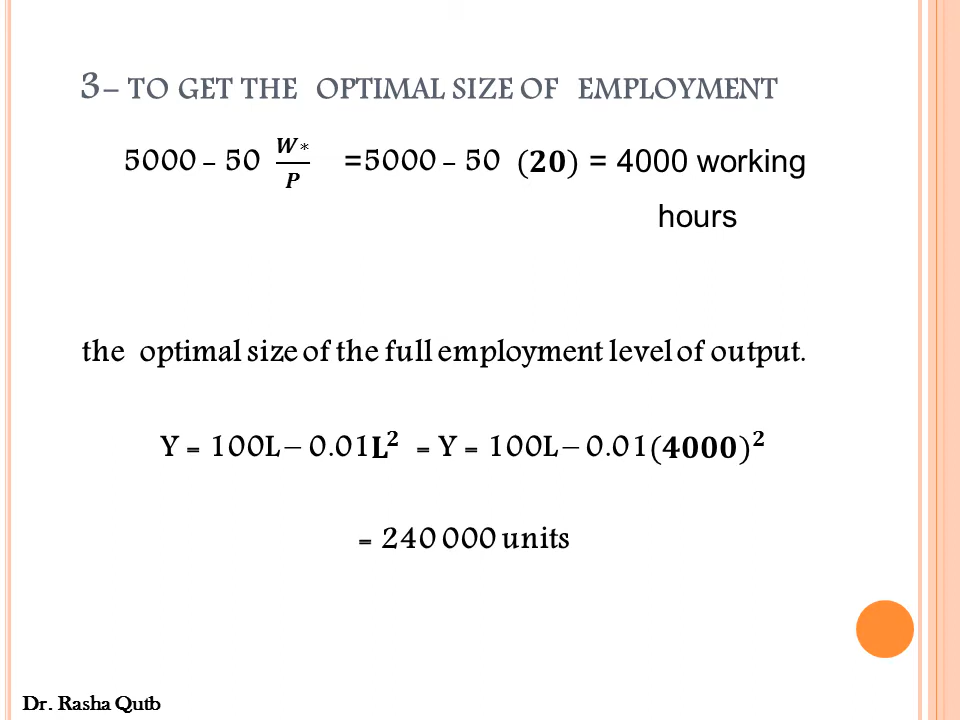 3– TO GET THE OPTIMAL SIZE OF EMPLOYMENT
5000 – 50 𝑾*/𝑷 =5000 – 50 (𝟐𝟎) = 4000 working
hours
the optimal size of the full employment level of output.
Y = 100L – 0.01𝐋² = Y = 100L – 0.01(𝟒𝟎𝟎𝟎)²
= 240 000 units
Dr. Rasha Qutb